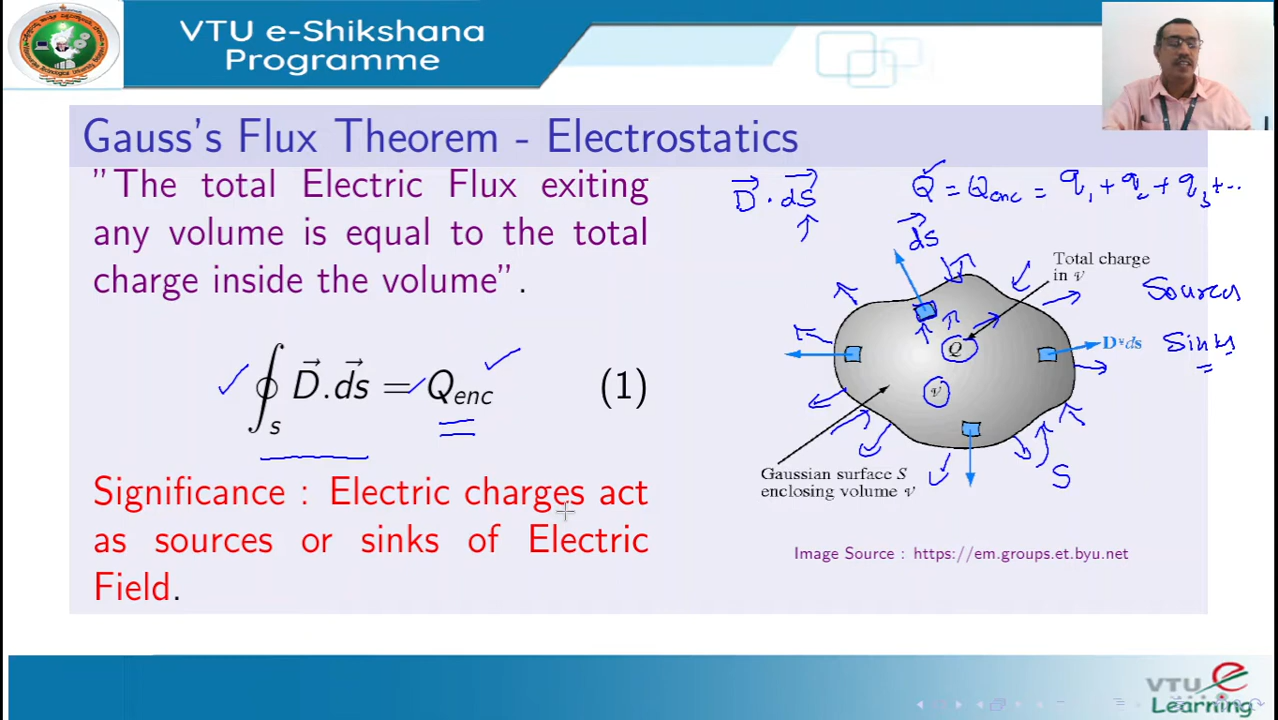 VTU e-Shikshana
Programme
Gauss's Flux Theorem - Electrostatics
"The total Electric Flux exiting
any volume is equal to the total
charge inside the volume".
∮ₛ D⃗.ds⃗ = Qenc (1)
Significance : Electric charges act
as sources or sinks of Electric
Field.
D⃗ · dS⃗
Q = Qenc = q₁ + q₂ + q₃ + ...
dS⃗
Total charge
in v
Sources
Sinks
Q
D · ds
v
Gaussian surface S
enclosing volume v
S
Image Source : https://em.groups.et.byu.net
VTU e
Learning